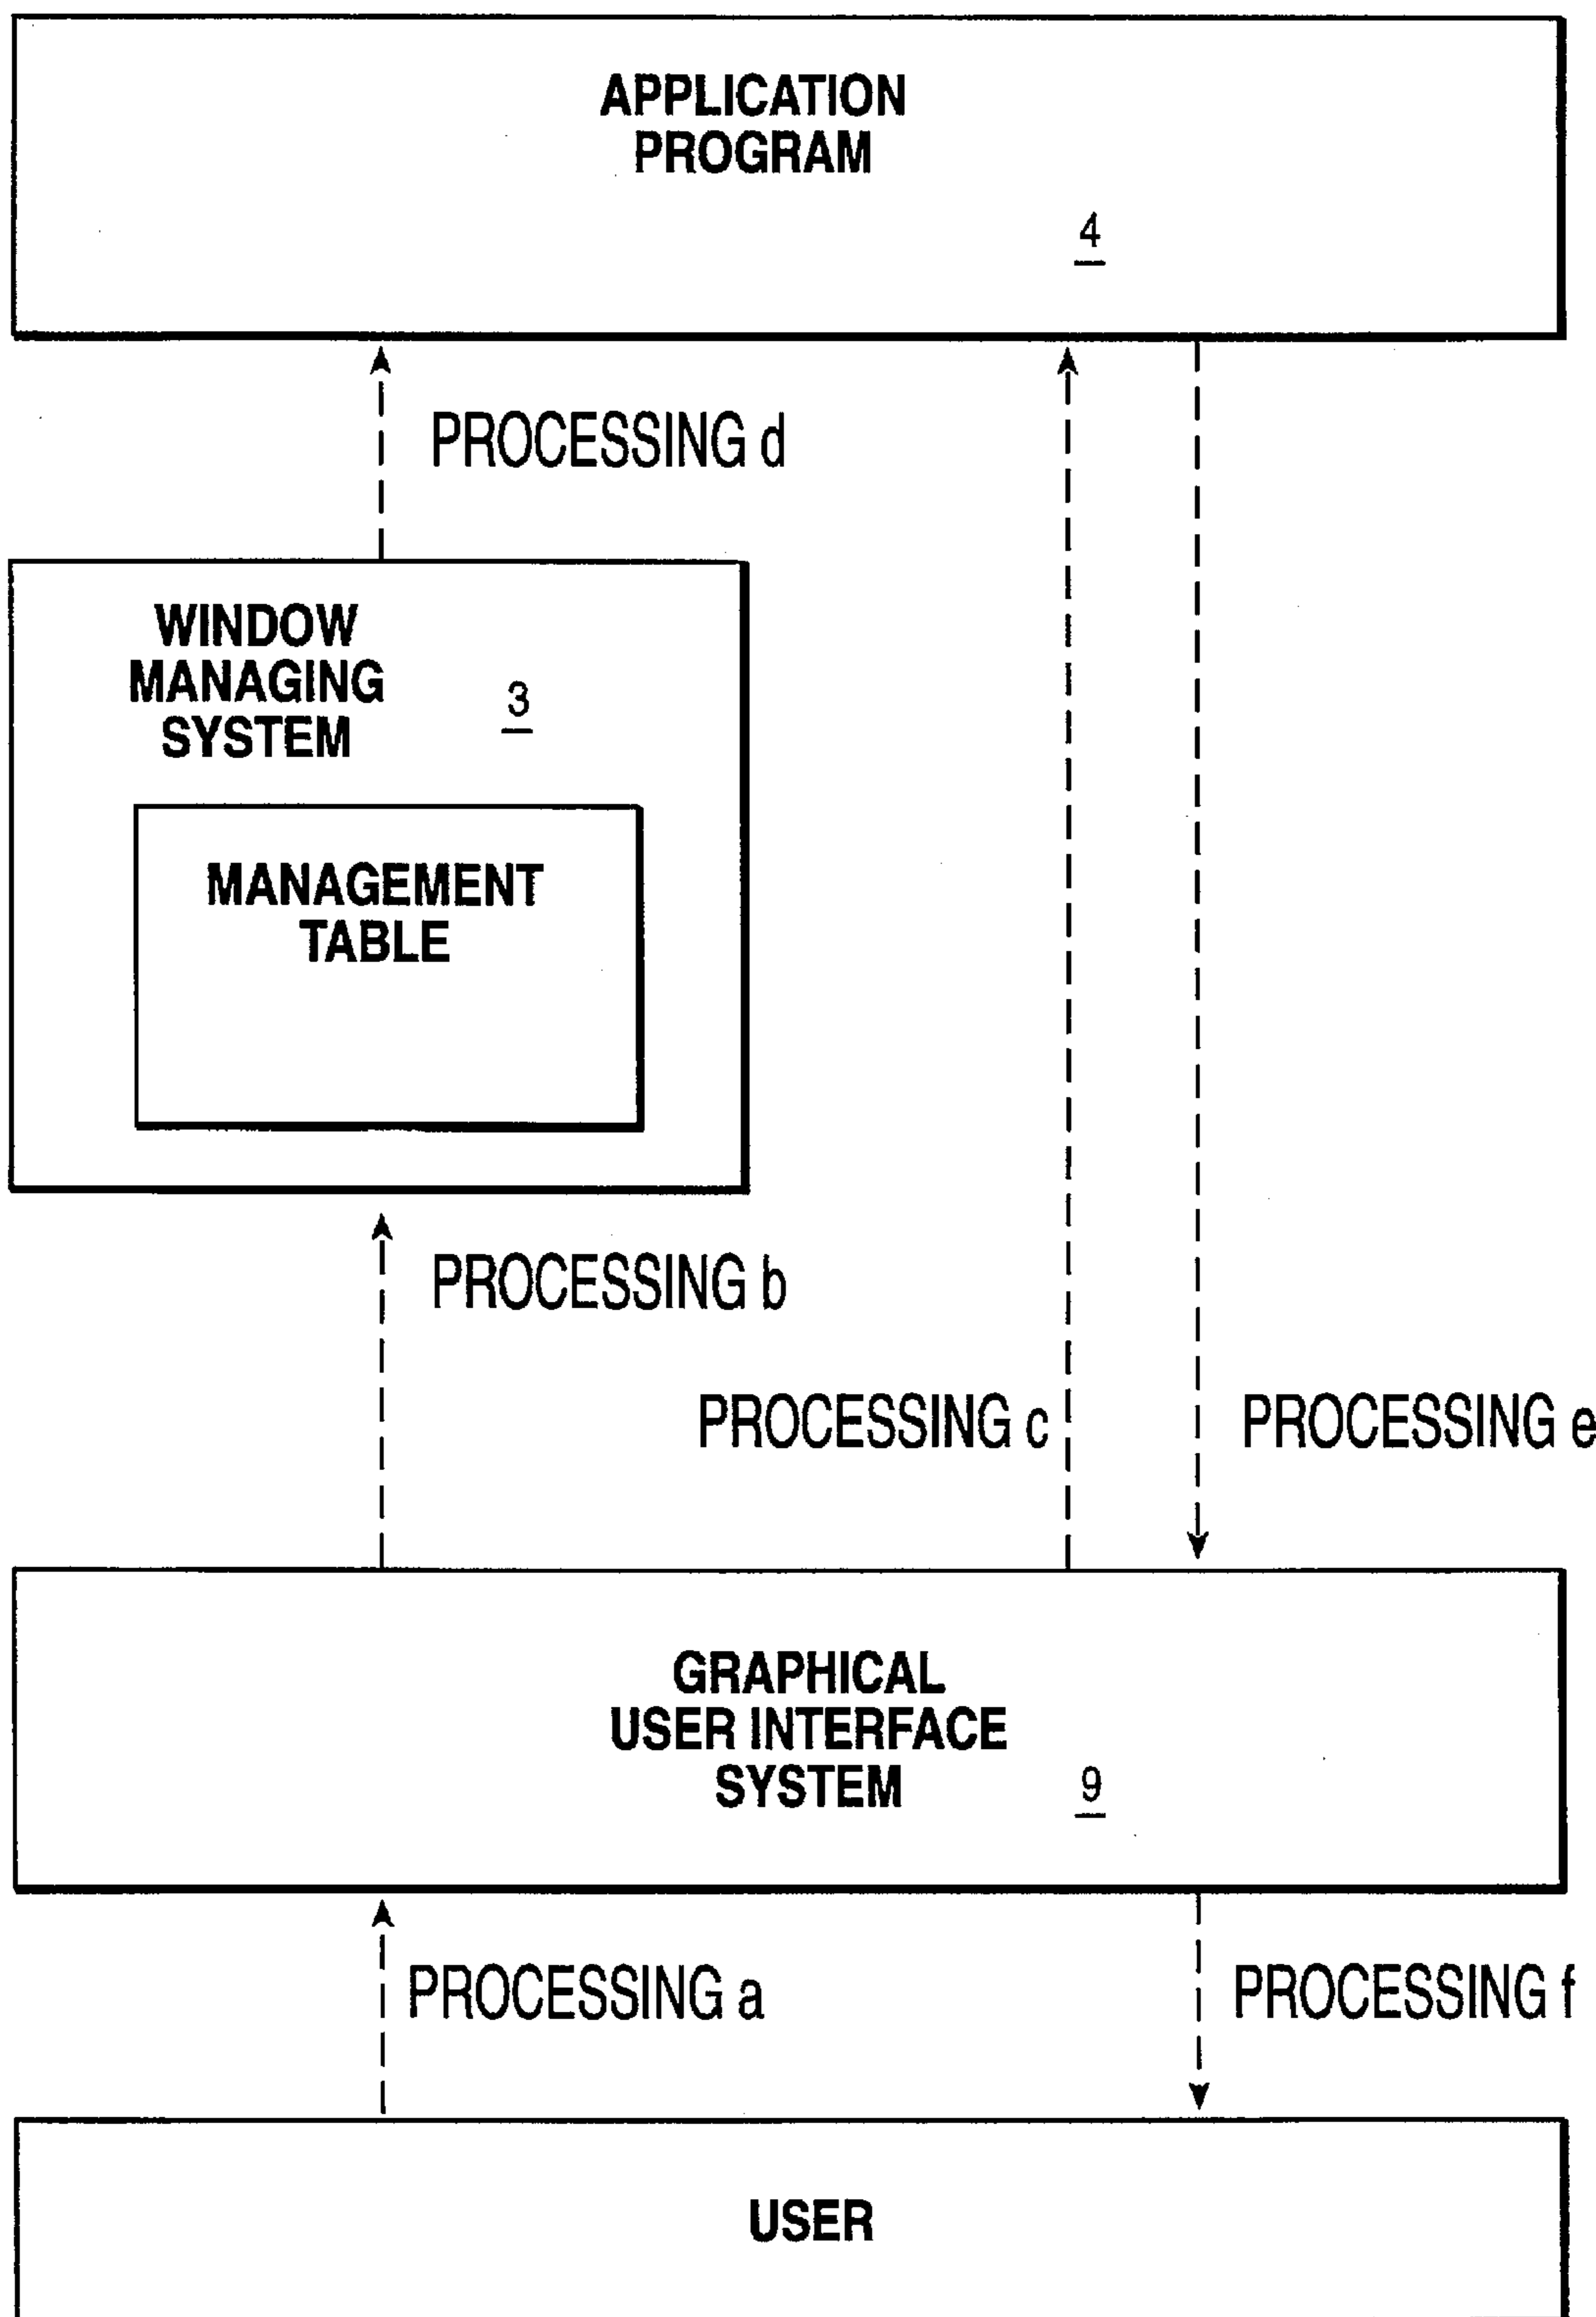 APPLICATION
PROGRAM
4
PROCESSING d
WINDOW
MANAGING
SYSTEM
3
MANAGEMENT
TABLE
PROCESSING b
PROCESSING c
PROCESSING e
GRAPHICAL
USER INTERFACE
SYSTEM
9
PROCESSING a
PROCESSING f
USER